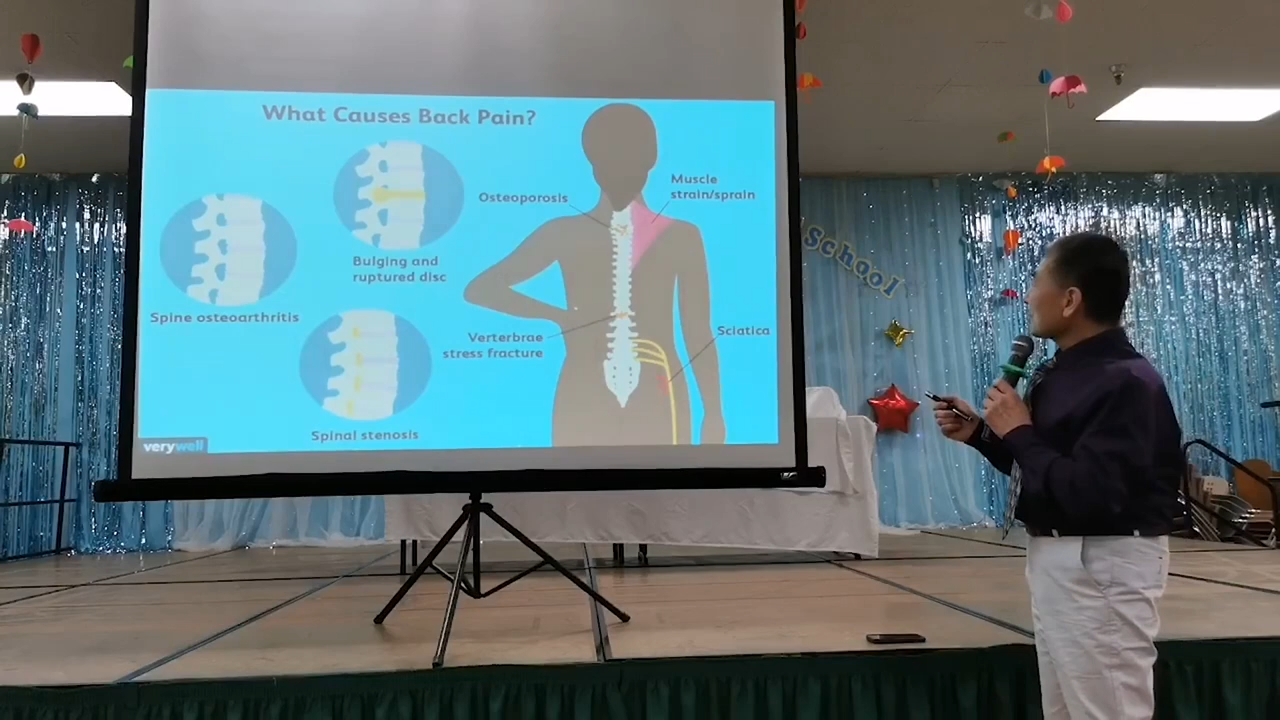 What Causes Back Pain?
Osteoporosis
Muscle
strain/sprain
Bulging and
ruptured disc
Spine osteoarthritis
Verterbrae
stress fracture
Sciatica
Spinal stenosis
verywell
School